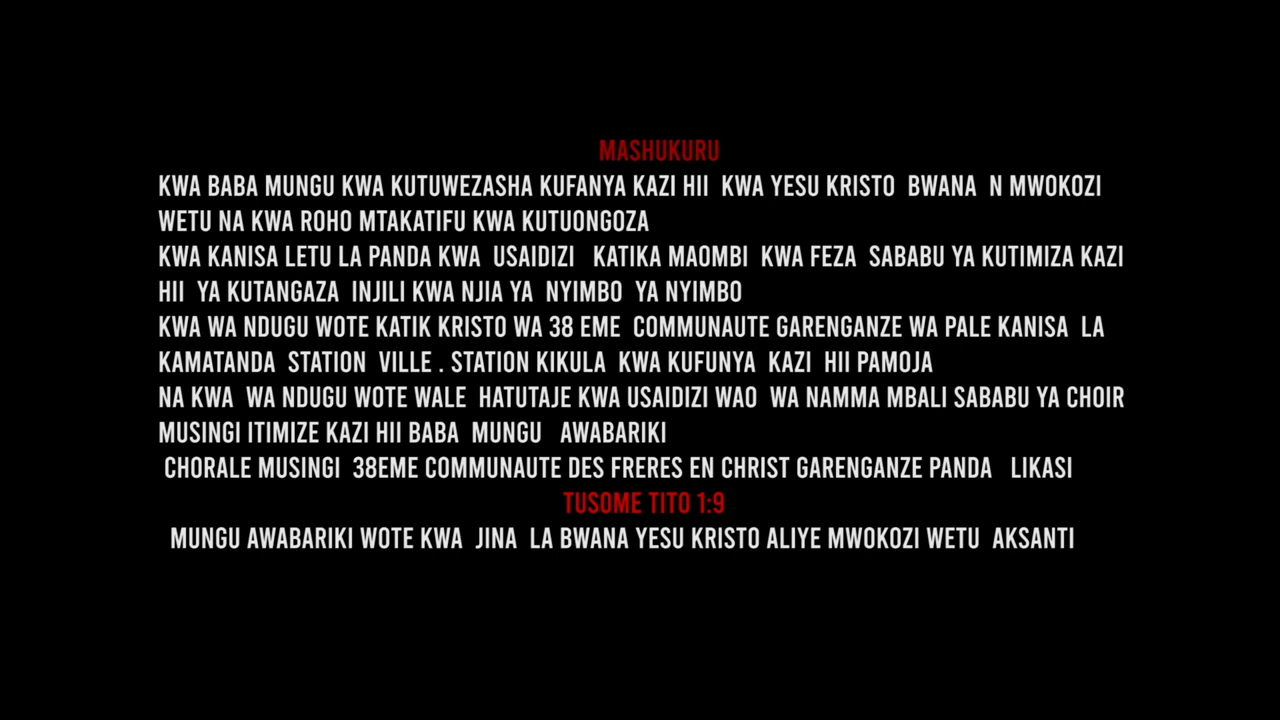 MASHUKURU
KWA BABA MUNGU KWA KUTUWEZASHA KUFANYA KAZI HII KWA YESU KRISTO BWANA N MWOKOZI
WETU NA KWA ROHO MTAKATIFU KWA KUTUONGOZA
KWA KANISA LETU LA PANDA KWA USAIDIZI KATIKA MAOMBI KWA FEZA SABABU YA KUTIMIZA KAZI
HII YA KUTANGAZA INJILI KWA NJIA YA NYIMBO YA NYIMBO
KWA WA NDUGU WOTE KATIK KRISTO WA 38 EME COMMUNAUTE GARENGANZE WA PALE KANISA LA
KAMATANDA STATION VILLE . STATION KIKULA KWA KUFUNYA KAZI HII PAMOJA
NA KWA WA NDUGU WOTE WALE HATUTAJE KWA USAIDIZI WAO WA NAMMA MBALI SABABU YA CHOIR
MUSINGI ITIMIZE KAZI HII BABA MUNGU AWABARIKI
CHORALE MUSINGI 38EME COMMUNAUTE DES FRERES EN CHRIST GARENGANZE PANDA LIKASI
TUSOME TITO 1:9
MUNGU AWABARIKI WOTE KWA JINA LA BWANA YESU KRISTO ALIYE MWOKOZI WETU AKSANTI